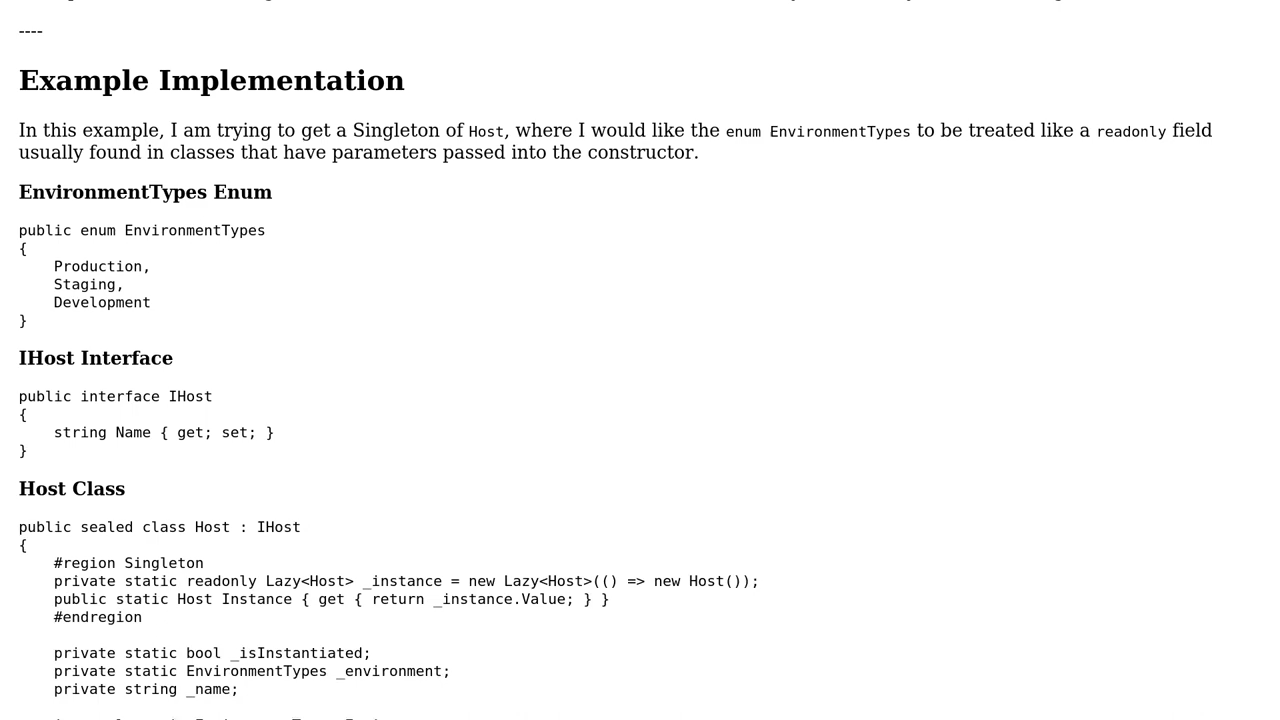 ----
Example Implementation
In this example, I am trying to get a Singleton of Host, where I would like the enum EnvironmentTypes to be treated like a readonly field
usually found in classes that have parameters passed into the constructor.
EnvironmentTypes Enum
public enum EnvironmentTypes
{
    Production,
    Staging,
    Development
}
IHost Interface
public interface IHost
{
    string Name { get; set; }
}
Host Class
public sealed class Host : IHost
{
    #region Singleton
    private static readonly Lazy<Host> _instance = new Lazy<Host>(() => new Host());
    public static Host Instance { get { return _instance.Value; } }
    #endregion
    private static bool _isInstantiated;
    private static EnvironmentTypes _environment;
    private string _name;